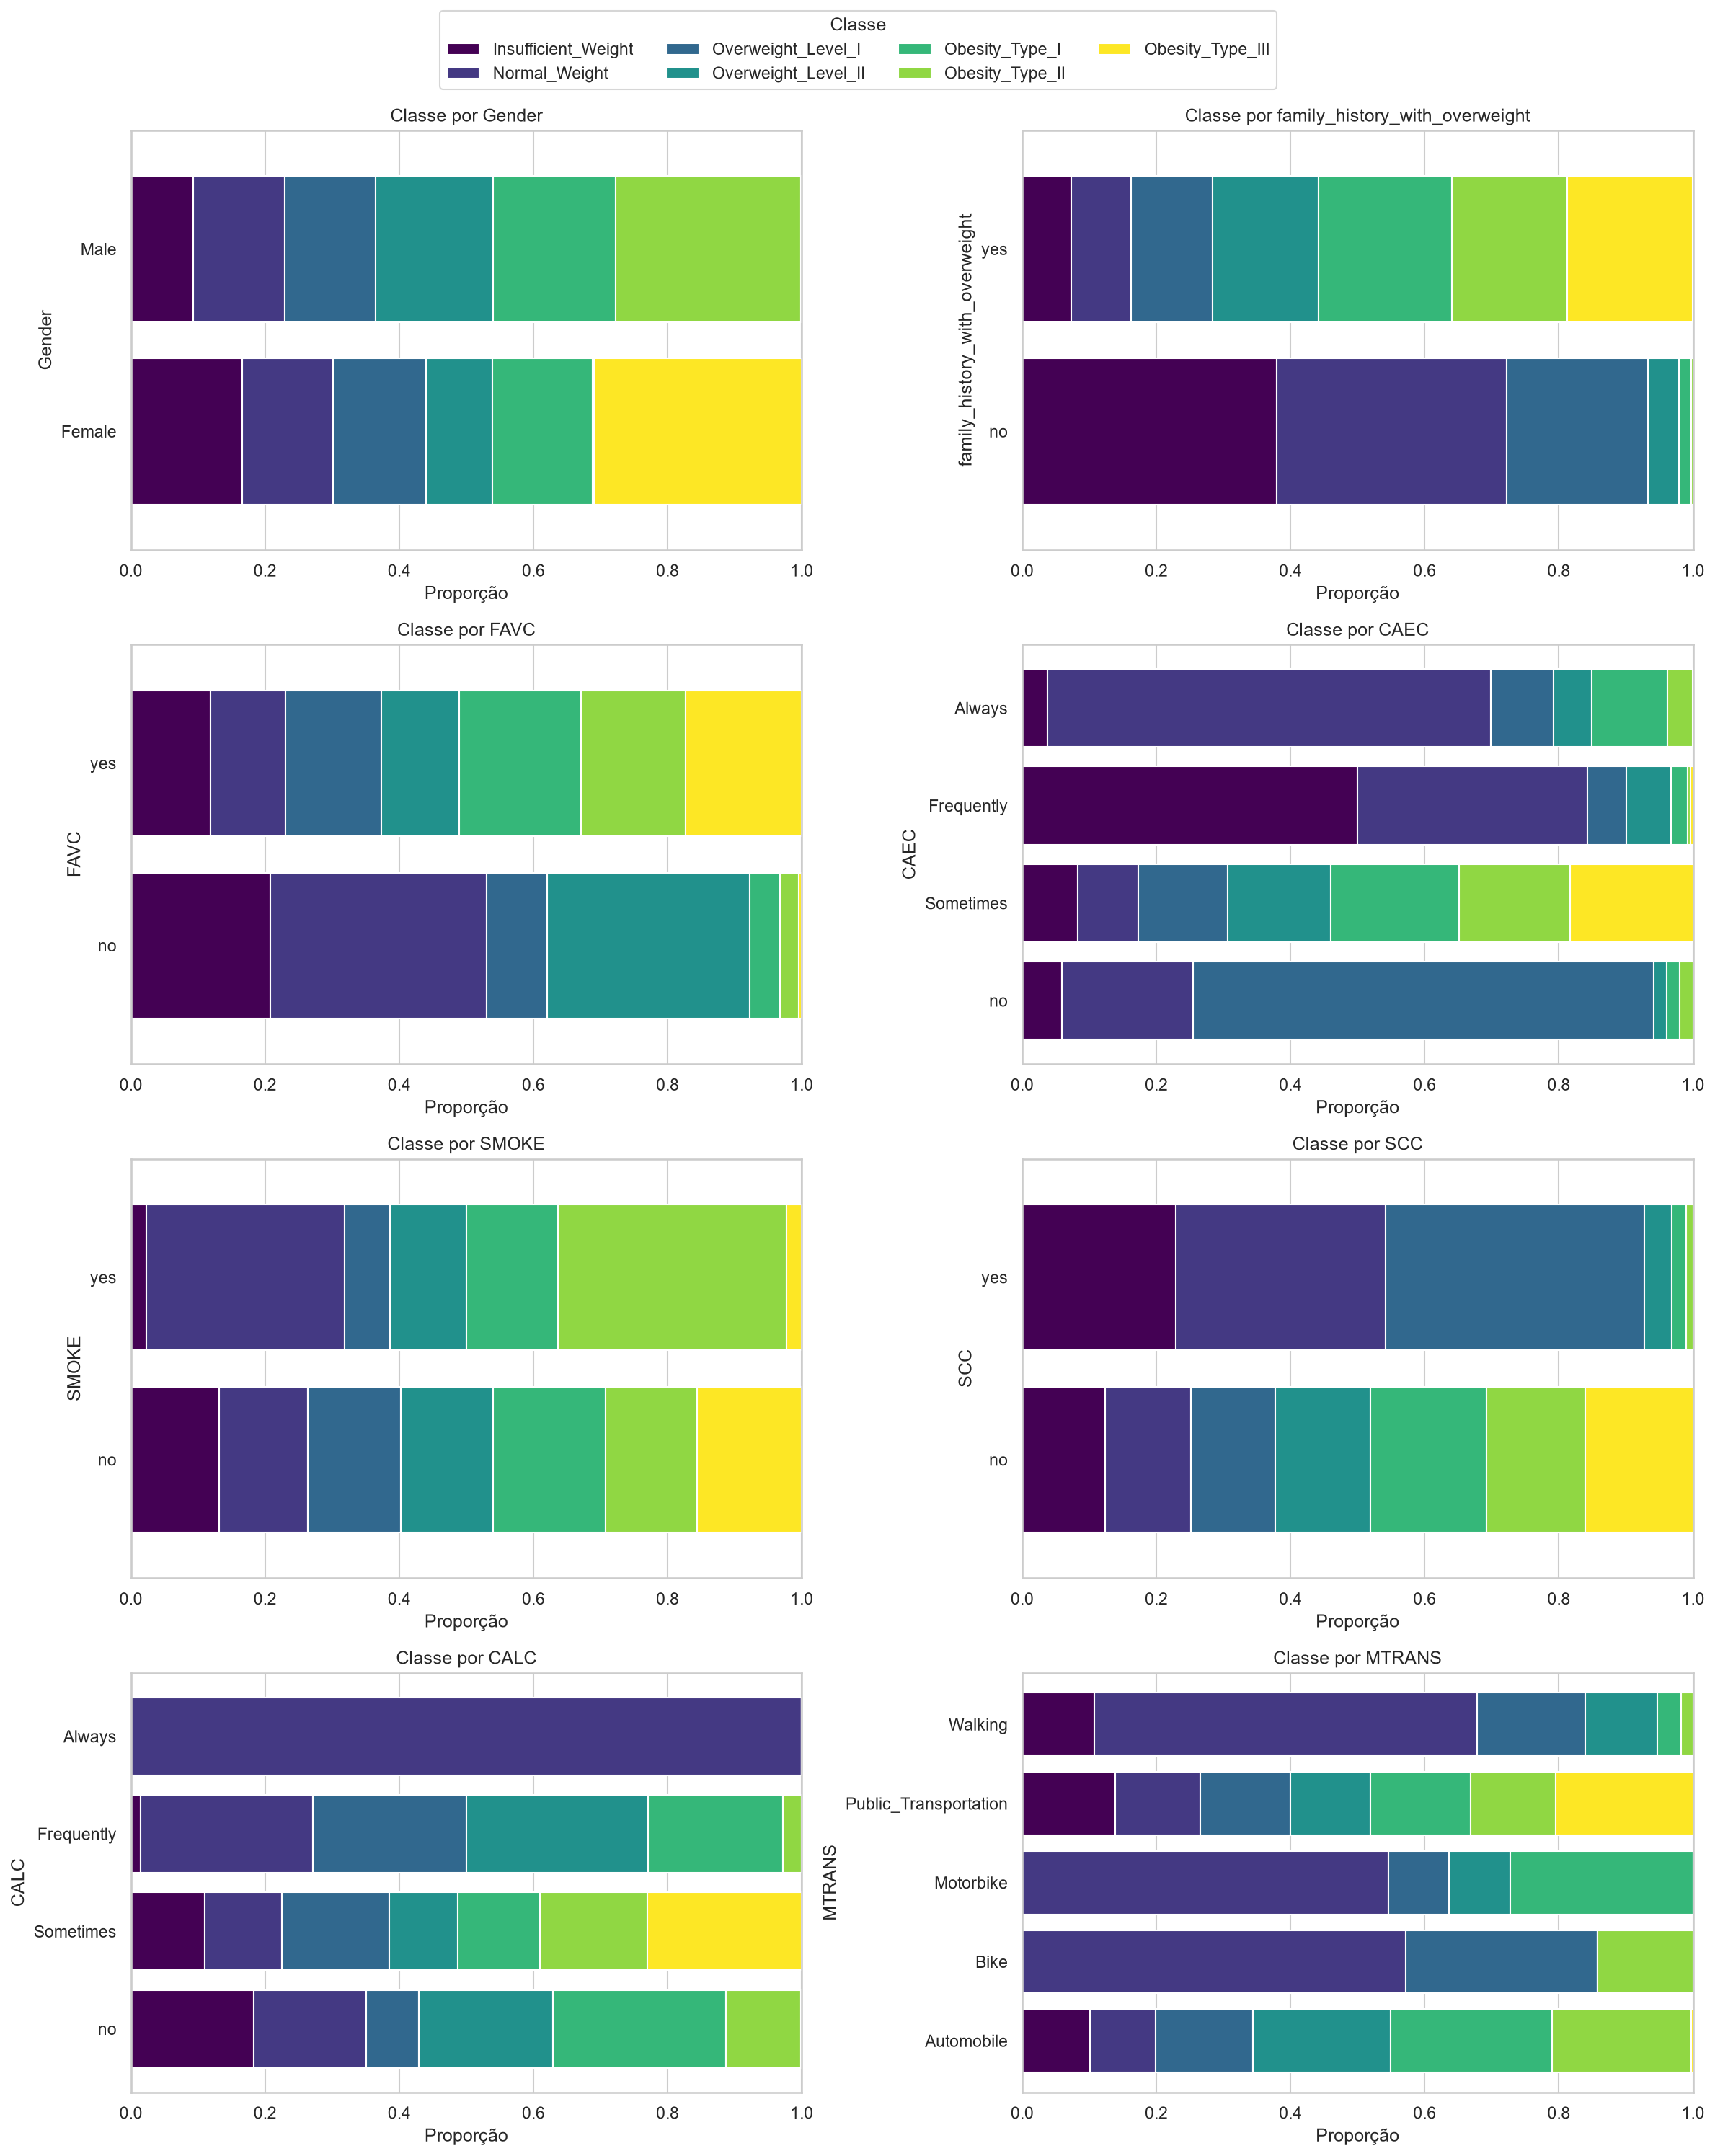 Classe
Insufficient_Weight
Normal_Weight
Overweight_Level_I
Overweight_Level_II
Obesity_Type_I
Obesity_Type_II
Obesity_Type_III
Classe por Gender
Gender
Male
Female
0.0 0.2 0.4 0.6 0.8 1.0
Proporção
Classe por family_history_with_overweight
family_history_with_overweight
yes
no
0.0 0.2 0.4 0.6 0.8 1.0
Proporção
Classe por FAVC
FAVC
yes
no
0.0 0.2 0.4 0.6 0.8 1.0
Proporção
Classe por CAEC
CAEC
Always
Frequently
Sometimes
no
0.0 0.2 0.4 0.6 0.8 1.0
Proporção
Classe por SMOKE
SMOKE
yes
no
0.0 0.2 0.4 0.6 0.8 1.0
Proporção
Classe por SCC
SCC
yes
no
0.0 0.2 0.4 0.6 0.8 1.0
Proporção
Classe por CALC
CALC
Always
Frequently
Sometimes
no
0.0 0.2 0.4 0.6 0.8 1.0
Proporção
Classe por MTRANS
MTRANS
Walking
Public_Transportation
Motorbike
Bike
Automobile
0.0 0.2 0.4 0.6 0.8 1.0
Proporção